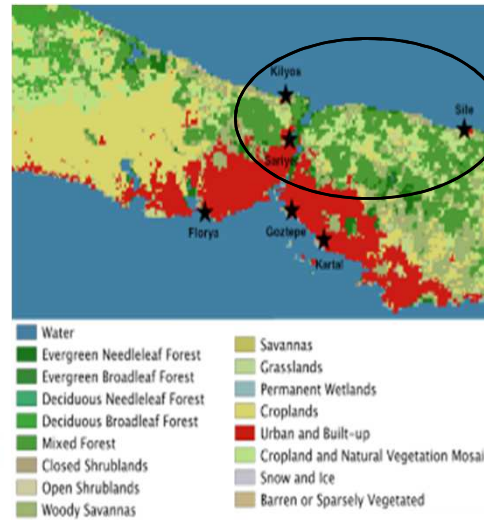 Kilyos
Sile
Sariyer
Florya
Goztepe
Kartal
Water
Evergreen Needleleaf Forest
Evergreen Broadleaf Forest
Deciduous Needleleaf Forest
Deciduous Broadleaf Forest
Mixed Forest
Closed Shrublands
Open Shrublands
Woody Savannas
Savannas
Grasslands
Permanent Wetlands
Croplands
Urban and Built-up
Cropland and Natural Vegetation Mosai
Snow and Ice
Barren or Sparsely Vegetated